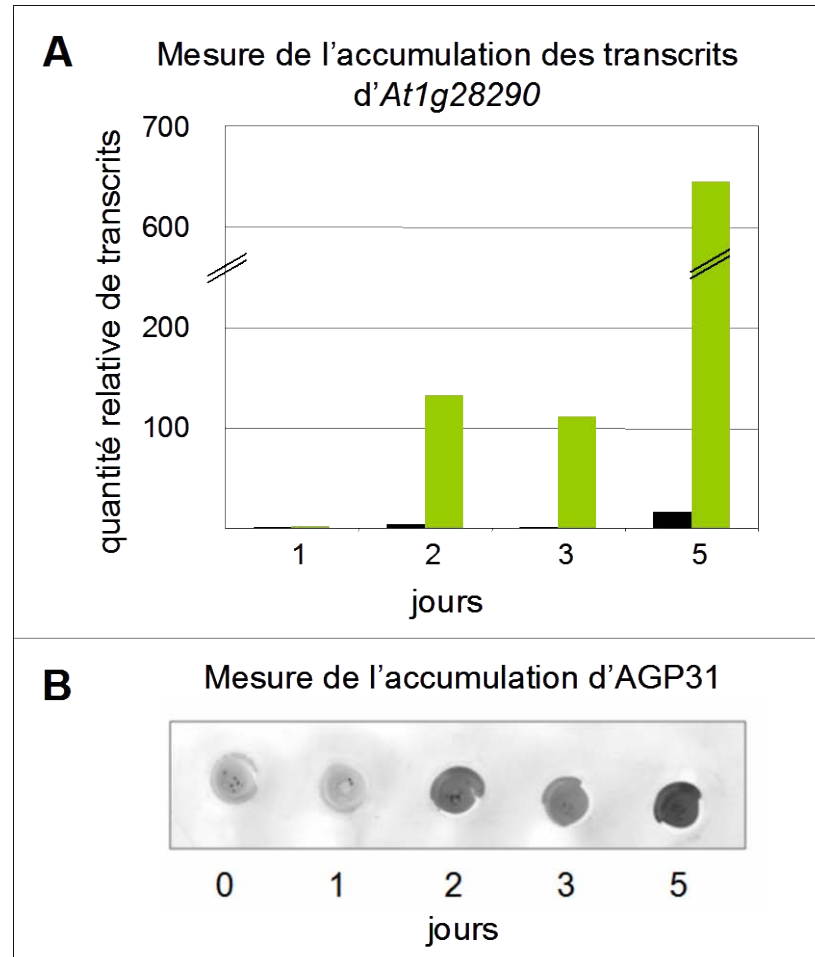 A
Mesure de l’accumulation des transcrits
d’At1g28290
quantité relative de transcrits
700
600
200
100
1 2 3 5
jours
B
Mesure de l’accumulation d’AGP31
0 1 2 3 5
jours